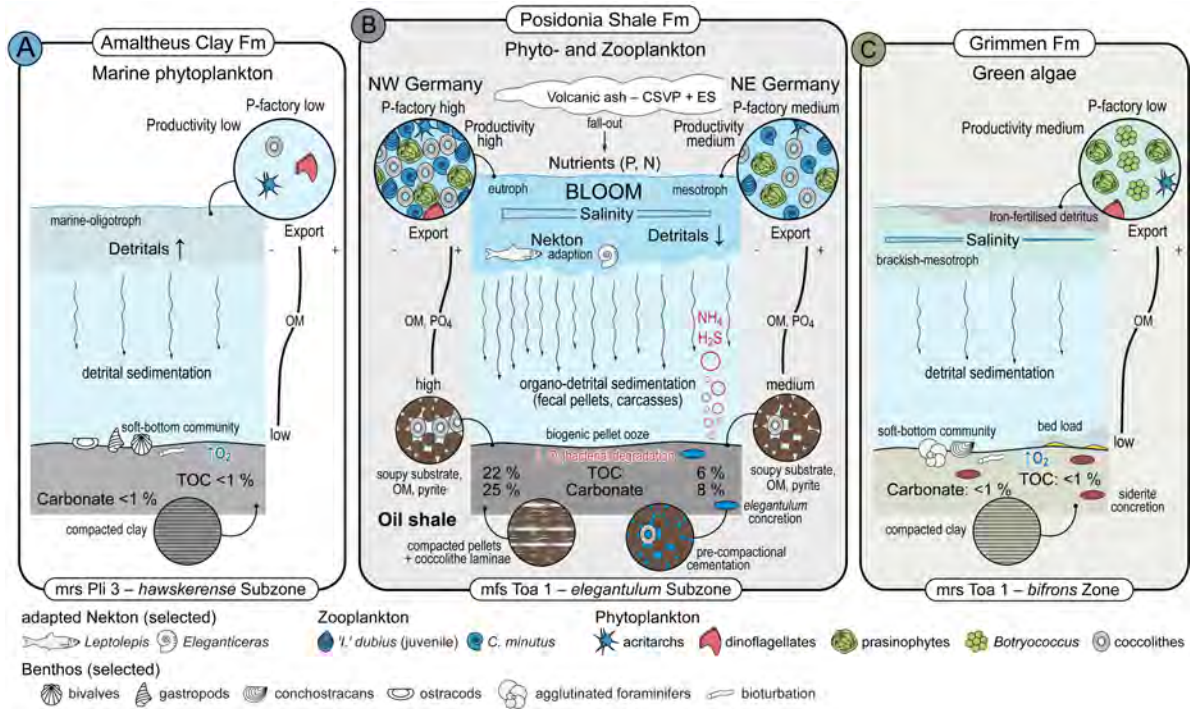 A
Amaltheus Clay Fm
Marine phytoplankton
P-factory low
Productivity low
marine-oligotroph
Export
- +
Detritals ↑
OM
detrital sedimentation
low
soft-bottom community
↑O₂
TOC <1 %
Carbonate <1 %
compacted clay
mrs Pli 3 – hawskerense Subzone
B
Posidonia Shale Fm
Phyto- and Zooplankton
NW Germany
P-factory high
Productivity
high
Volcanic ash – CSVP + ES
fall-out
Nutrients (P, N)
NE Germany
P-factory medium
Productivity
medium
eutroph
BLOOM
mesotroph
Salinity
Export
- +
Nekton
adaption
Detritals ↓
Export
- +
OM, PO₄
NH₄
H₂S
OM, PO₄
high
organo-detrital sedimentation
(fecal pellets, carcasses)
medium
biogenic pellet ooze
bacteria degradation
soupy substrate,
OM, pyrite
22 % TOC 6 %
25 % Carbonate 8 %
soupy substrate,
OM, pyrite
Oil shale
elegantulum
concretion
compacted pellets
+ coccolithe laminae
pre-compactional
cementation
mfs Toa 1 – elegantulum Subzone
C
Grimmen Fm
Green algae
P-factory low
Productivity medium
Iron-fertilised detritus
Export
- +
Salinity
brackish-mesotroph
OM
detrital sedimentation
low
soft-bottom community
bed load
↑O₂
Carbonate: <1 %
TOC: <1 %
siderite
concretion
compacted clay
mrs Toa 1 – bifrons Zone
adapted Nekton (selected)
Leptolepis
Eleganticeras
Zooplankton
'I.' dubius (juvenile)
C. minutus
Phytoplankton
acritarchs
dinoflagellates
prasinophytes
Botryococcus
coccolithes
Benthos (selected)
bivalves
gastropods
conchostracans
ostracods
agglutinated foraminifers
bioturbation